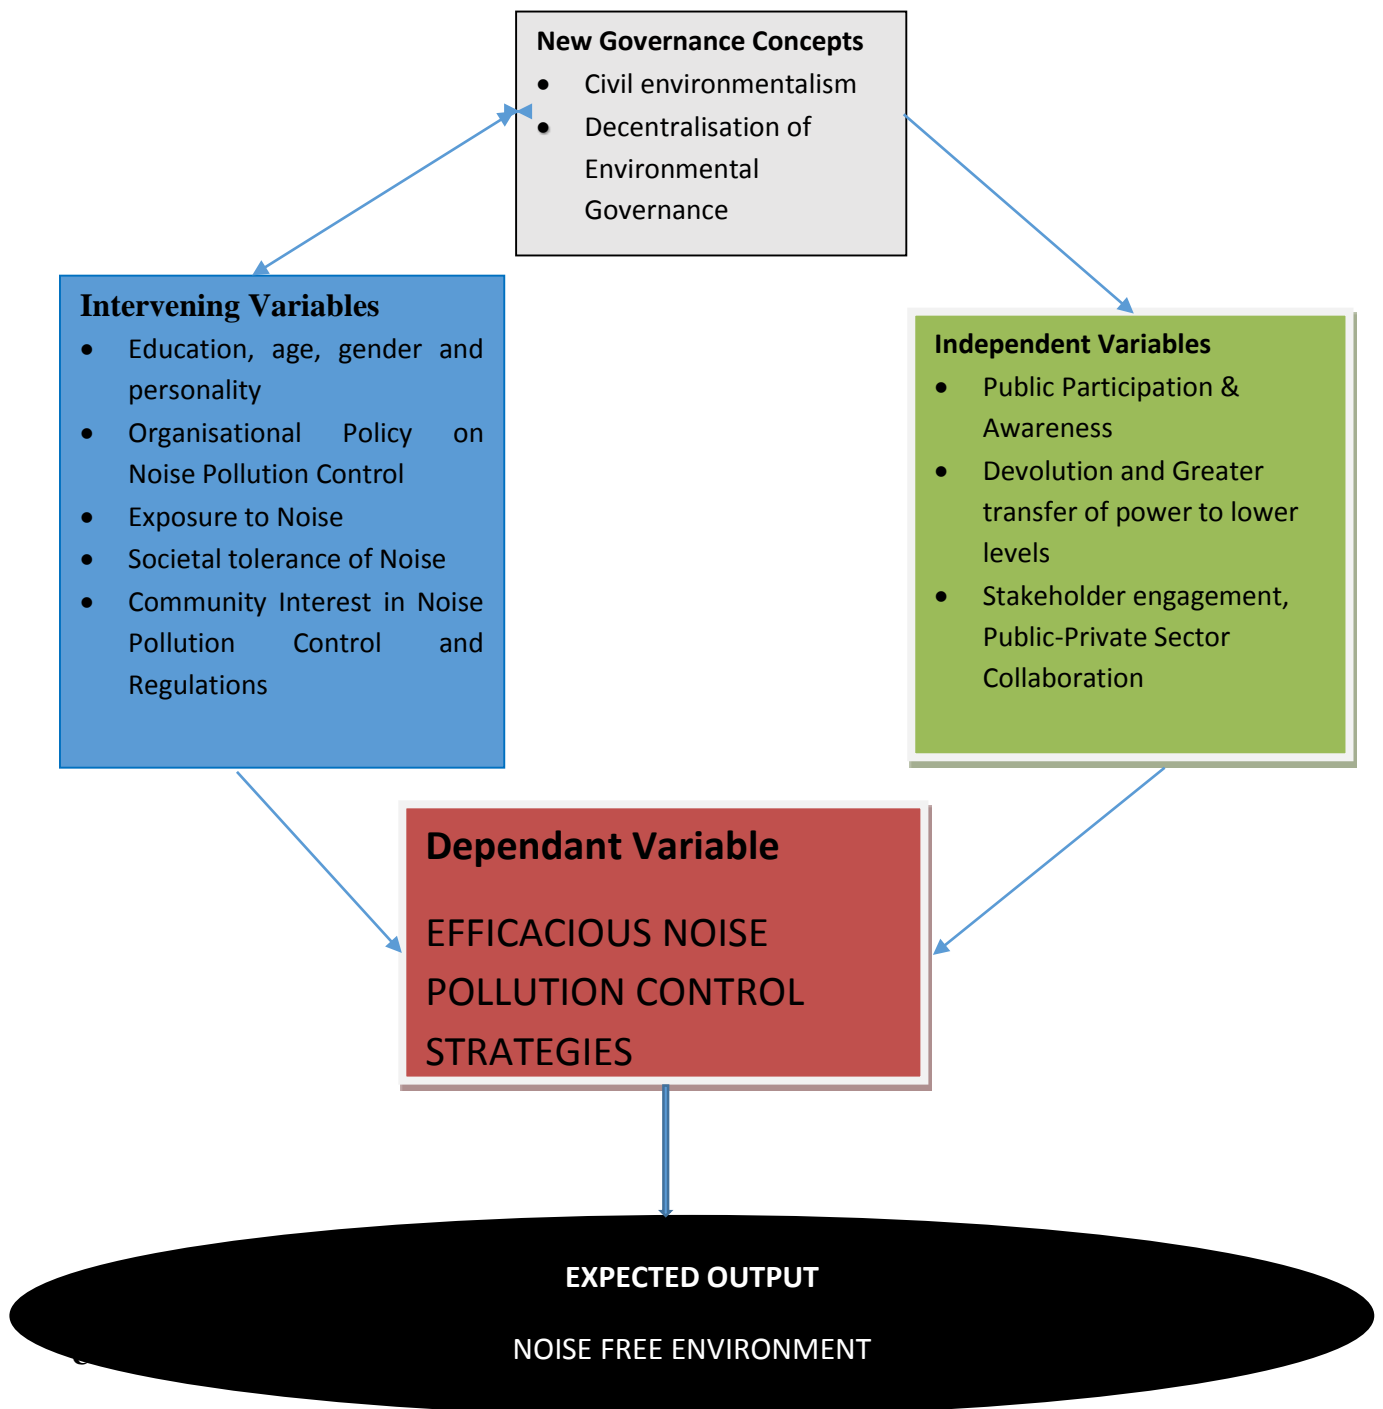 New Governance Concepts
• Civil environmentalism
• Decentralisation of
Environmental
Governance
Intervening Variables
• Education, age, gender and
personality
• Organisational Policy on
Noise Pollution Control
• Exposure to Noise
• Societal tolerance of Noise
• Community Interest in Noise
Pollution Control and
Regulations
Independent Variables
• Public Participation &
Awareness
• Devolution and Greater
transfer of power to lower
levels
• Stakeholder engagement,
Public-Private Sector
Collaboration
Dependant Variable
EFFICACIOUS NOISE
POLLUTION CONTROL
STRATEGIES
EXPECTED OUTPUT
NOISE FREE ENVIRONMENT